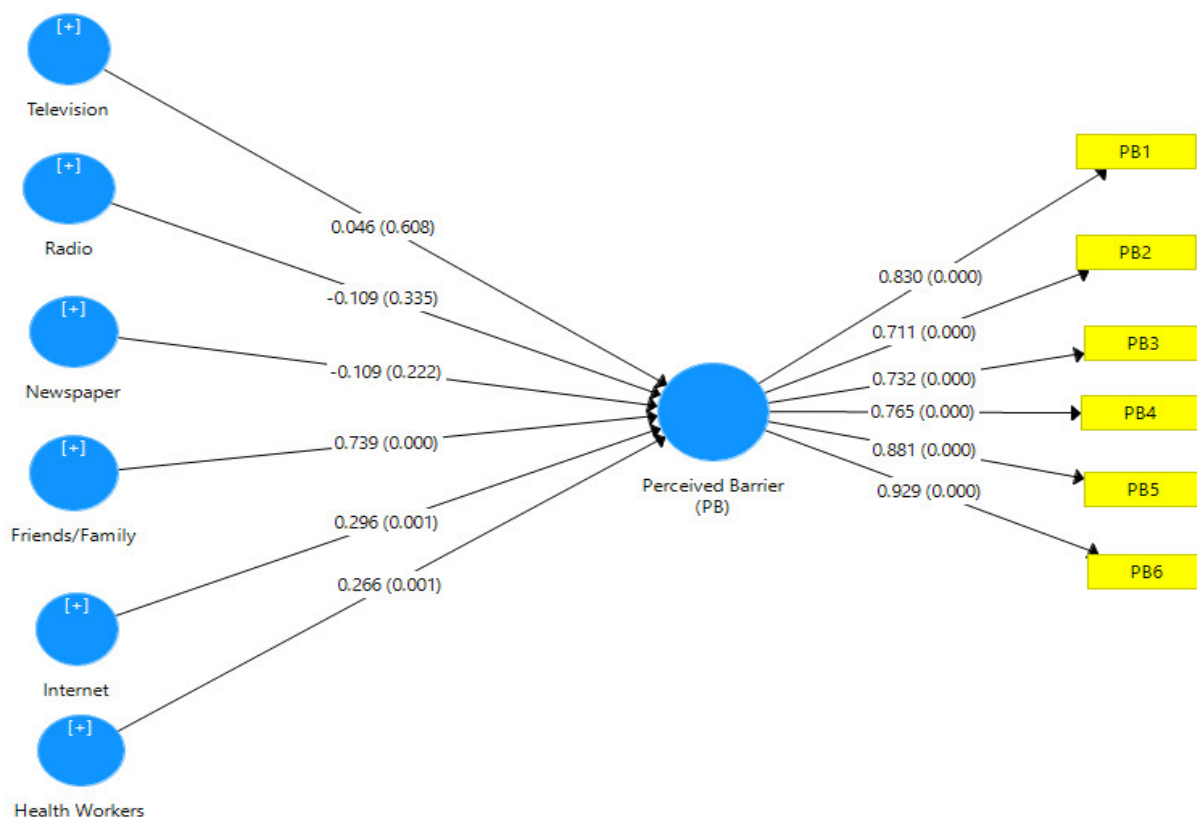 [+]
Television
[+]
Radio
[+]
Newspaper
[+]
Friends/Family
[+]
Internet
[+]
Health Workers
0.046 (0.608)
-0.109 (0.335)
-0.109 (0.222)
0.739 (0.000)
0.296 (0.001)
0.266 (0.001)
Perceived Barrier
(PB)
0.830 (0.000)
0.711 (0.000)
0.732 (0.000)
0.765 (0.000)
0.881 (0.000)
0.929 (0.000)
PB1
PB2
PB3
PB4
PB5
PB6